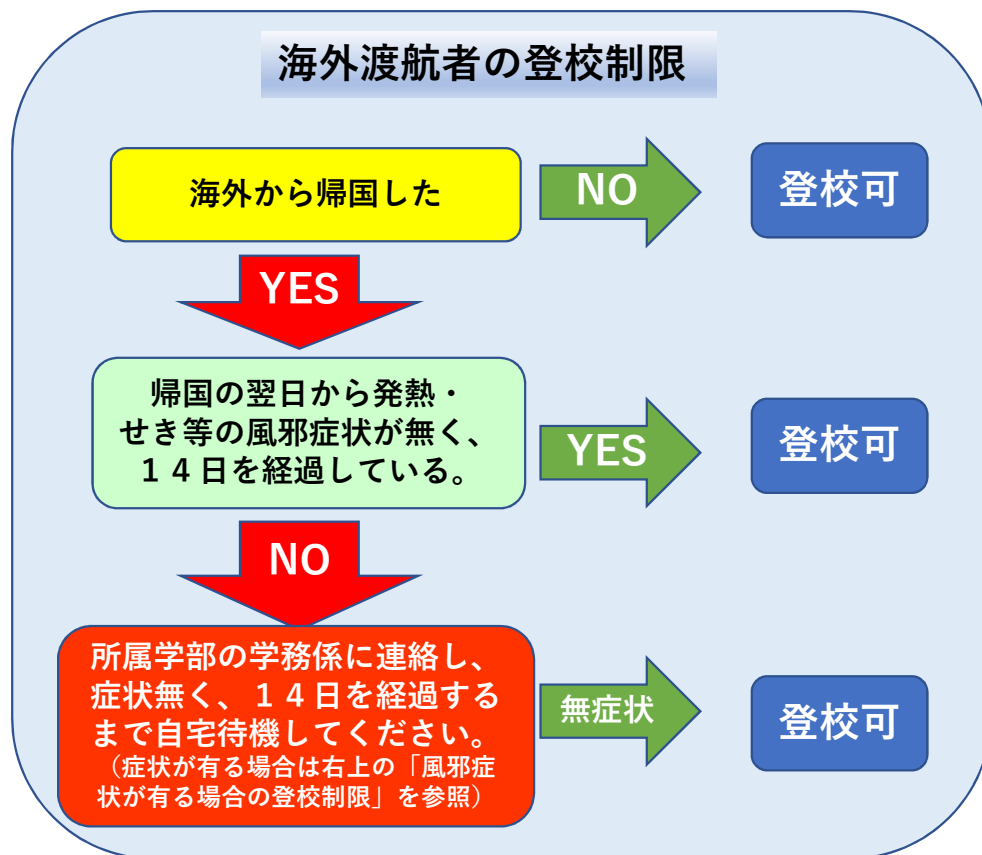 海外渡航者の登校制限
海外から帰国した
NO
登校可
YES
帰国の翌日から発熱・
せき等の風邪症状が無く、
１４日を経過している。
YES
登校可
NO
所属学部の学務係に連絡し、
症状無く、１４日を経過する
まで自宅待機してください。
（症状が有る場合は右上の「風邪症
状が有る場合の登校制限」を参照）
無症状
登校可